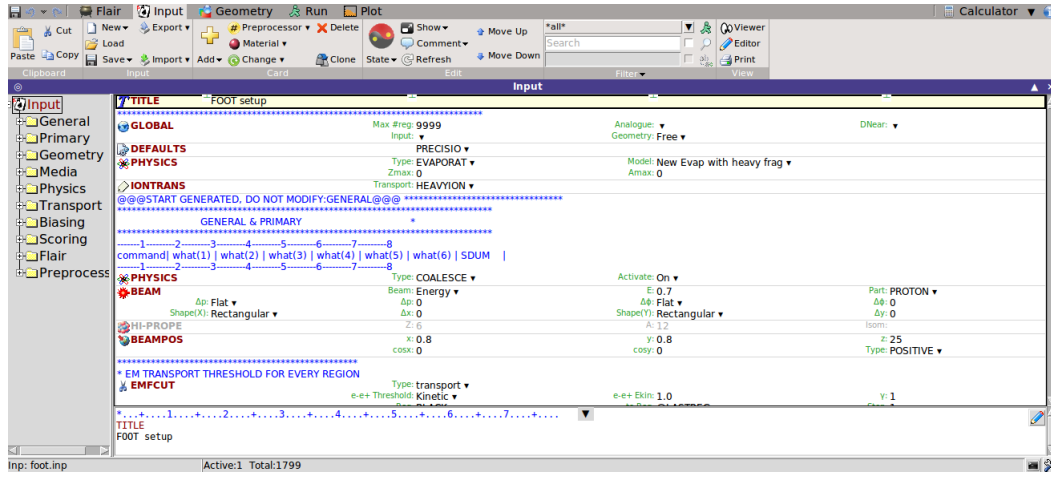 Flair Input Geometry Run Plot Calculator
Paste Cut Copy New Load Save Export Import Add Preprocessor Material Change Delete Clone State Show Comment Refresh Move Up Move Down *all* Search Viewer Editor Print
Clipboard Input Card Edit Filter View
Input
Input
General
Primary
Geometry
Media
Physics
Transport
Biasing
Scoring
Flair
Preprocess
TITLE FOOT setup
*******************************************************************************
GLOBAL Max #reg: 9999 Analogue: DNear:
Input: Geometry: Free
DEFAULTS PRECISIO
PHYSICS Type: EVAPORAT Model: New Evap with heavy frag
Zmax: 0 Amax: 0
IONTRANS Transport: HEAVYION
@@@START GENERATED, DO NOT MODIFY:GENERAL@@@ *********************************
*********************************************************************************
GENERAL & PRIMARY *
*********************************************************************************
-------1---------2---------3---------4---------5---------6---------7---------8
command| what(1) | what(2) | what(3) | what(4) | what(5) | what(6) | SDUM |
-------1---------2---------3---------4---------5---------6---------7---------8
PHYSICS Type: COALESCE Activate: On
BEAM Beam: Energy E: 0.7 Part: PROTON
Δp: Flat Δp: 0 Δϕ: Flat Δϕ: 0
Shape(X): Rectangular Δx: 0 Shape(Y): Rectangular Δy: 0
HI-PROPE Z: 6 A: 12 Isom:
BEAMPOS x: 0.8 y: 0.8 z: 25
cosx: 0 cosy: 0 Type: POSITIVE
****************************************************
* EM TRANSPORT THRESHOLD FOR EVERY REGION
EMFCUT Type: transport
e-e+ Threshold: Kinetic e-e+ Ekin: 1.0 γ: 1
*...+....1....+....2....+....3....+....4....+....5....+....6....+....7....+....
TITLE
FOOT setup
Inp: foot.inp Active:1 Total:1799